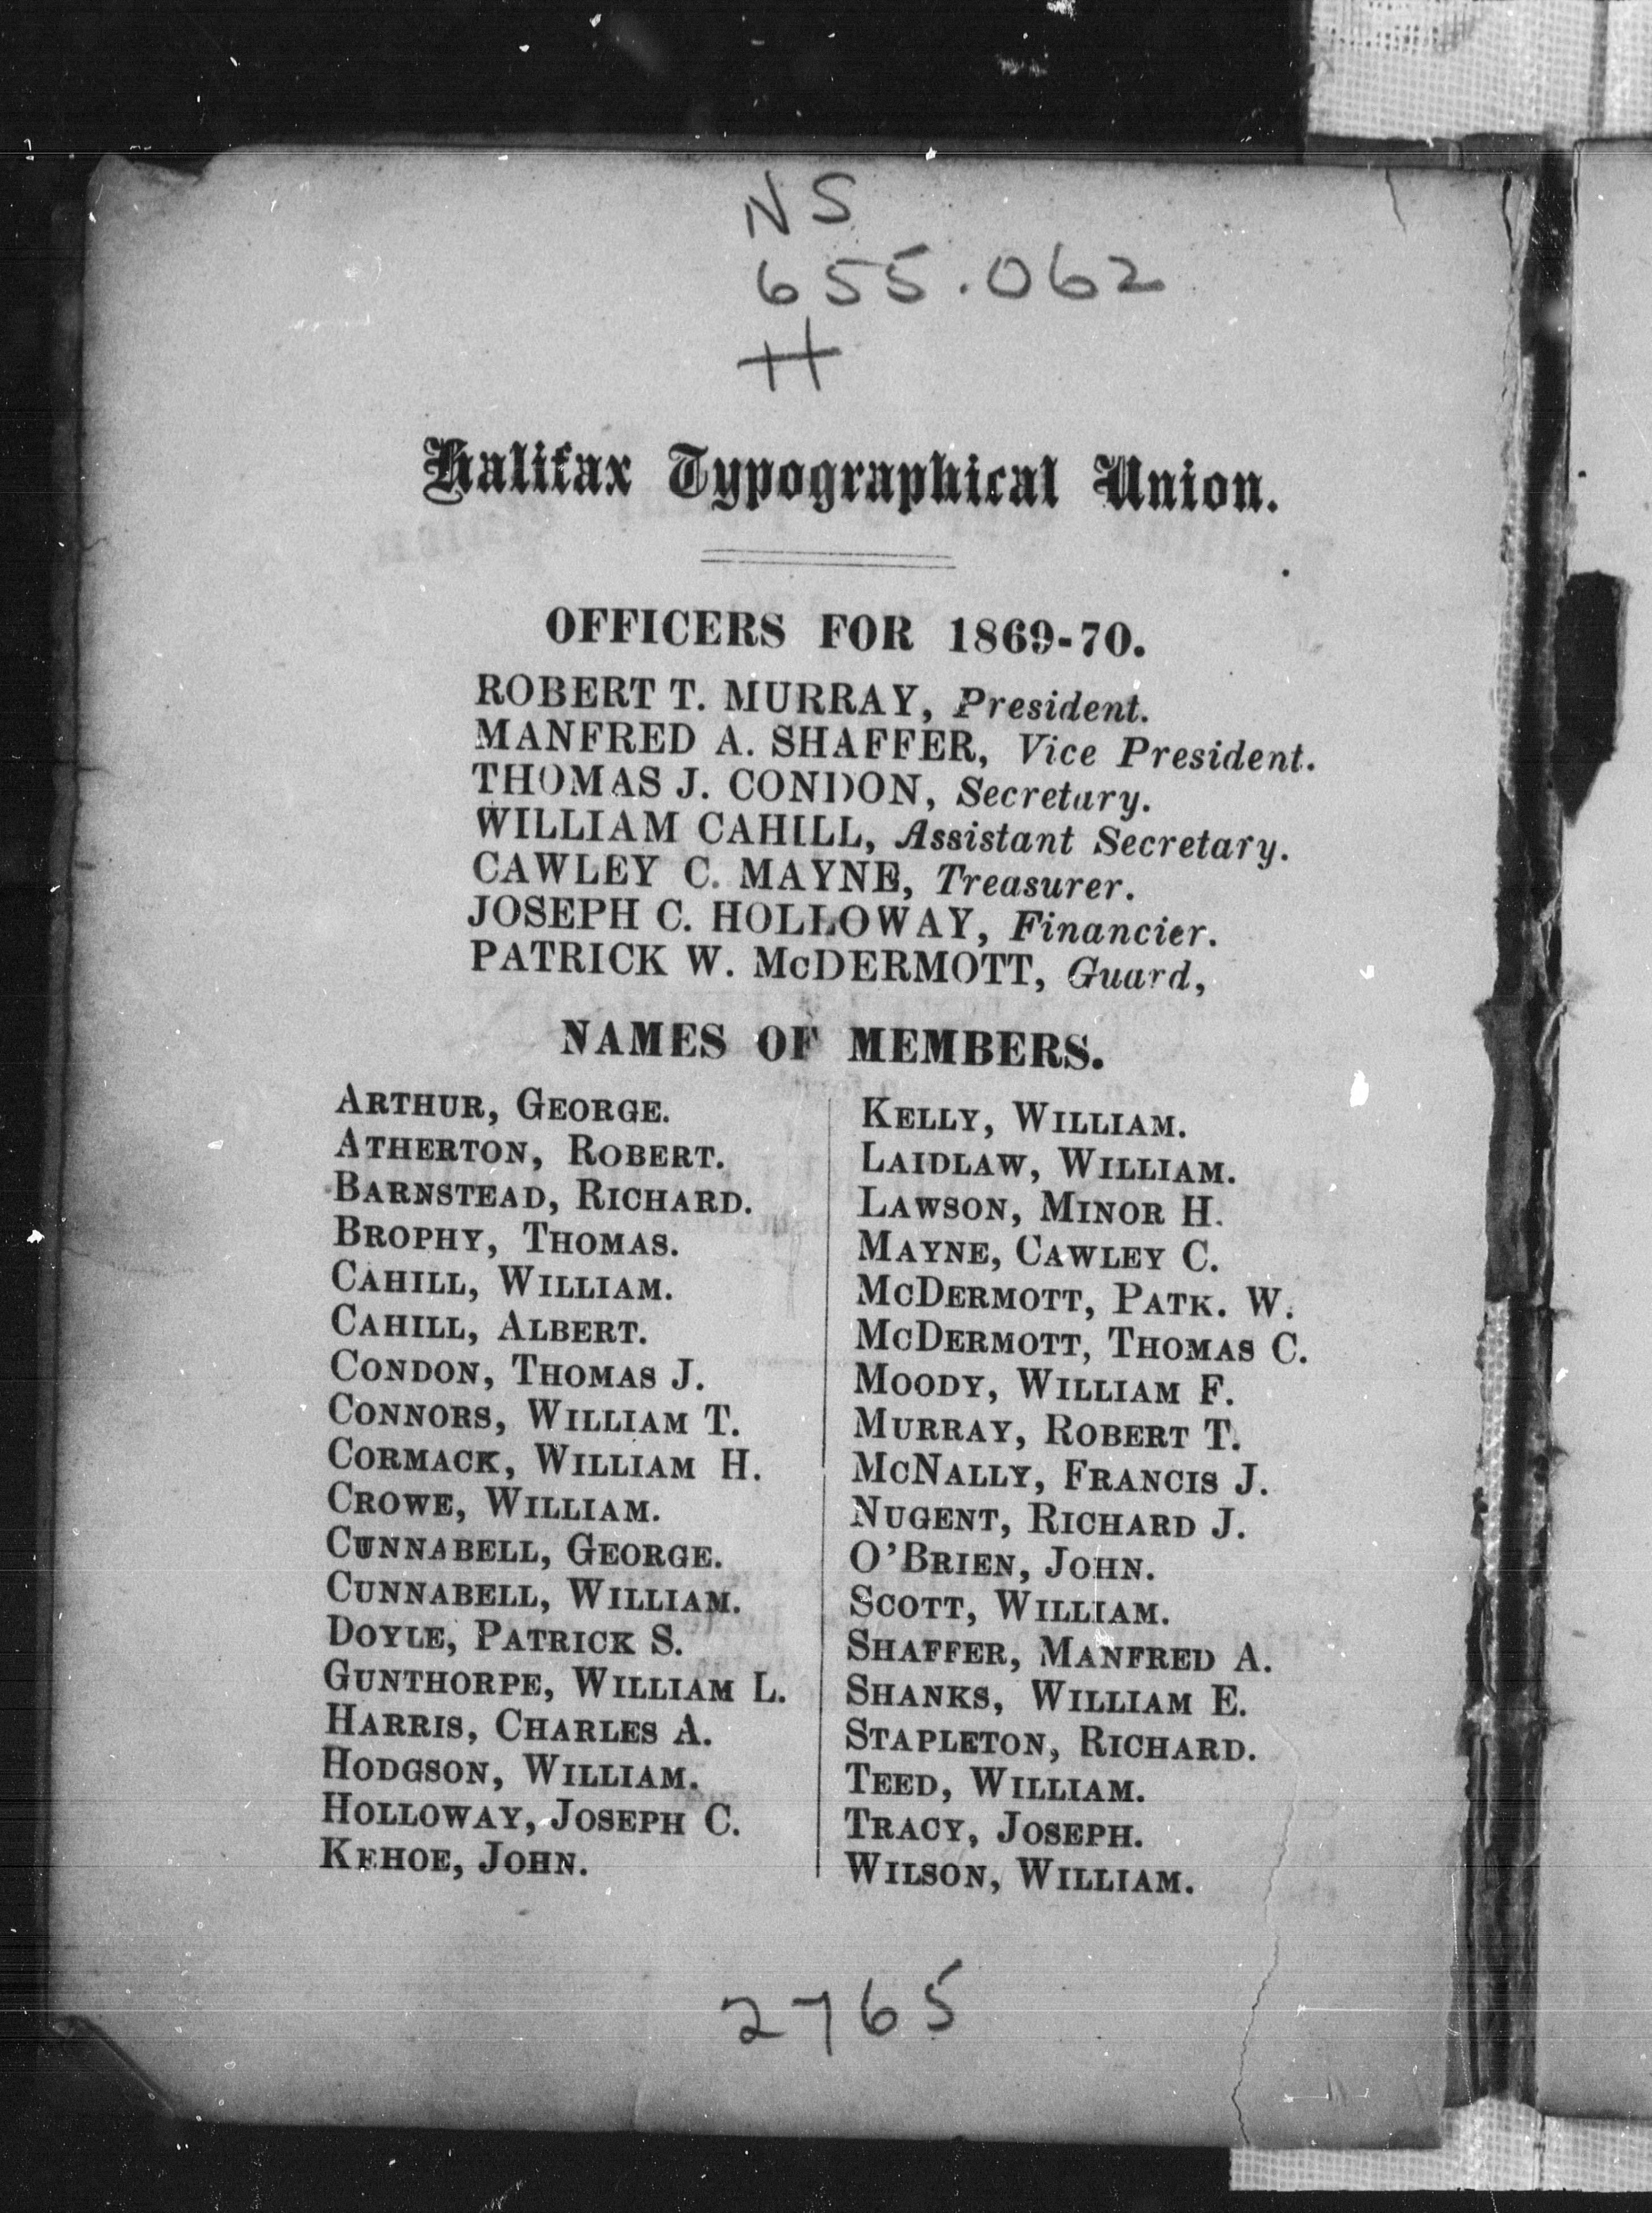 NS
655.062
H
Halifax Typographical Union.
OFFICERS FOR 1869-70.
ROBERT T. MURRAY, President.
MANFRED A. SHAFFER, Vice President.
THOMAS J. CONDON, Secretary.
WILLIAM CAHILL, Assistant Secretary.
CAWLEY C. MAYNE, Treasurer.
JOSEPH C. HOLLOWAY, Financier.
PATRICK W. McDERMOTT, Guard,
NAMES OF MEMBERS.
ARTHUR, GEORGE.
ATHERTON, ROBERT.
BARNSTEAD, RICHARD.
BROPHY, THOMAS.
CAHILL, WILLIAM.
CAHILL, ALBERT.
CONDON, THOMAS J.
CONNORS, WILLIAM T.
CORMACK, WILLIAM H.
CROWE, WILLIAM.
CUNNABELL, GEORGE.
CUNNABELL, WILLIAM.
DOYLE, PATRICK S.
GUNTHORPE, WILLIAM L.
HARRIS, CHARLES A.
HODGSON, WILLIAM.
HOLLOWAY, JOSEPH C.
KEHOE, JOHN.
KELLY, WILLIAM.
LAIDLAW, WILLIAM.
LAWSON, MINOR H.
MAYNE, CAWLEY C.
McDERMOTT, PATK. W.
McDERMOTT, THOMAS C.
MOODY, WILLIAM F.
MURRAY, ROBERT T.
McNALLY, FRANCIS J.
NUGENT, RICHARD J.
O'BRIEN, JOHN.
SCOTT, WILLIAM.
SHAFFER, MANFRED A.
SHANKS, WILLIAM E.
STAPLETON, RICHARD.
TEED, WILLIAM.
TRACY, JOSEPH.
WILSON, WILLIAM.
2765